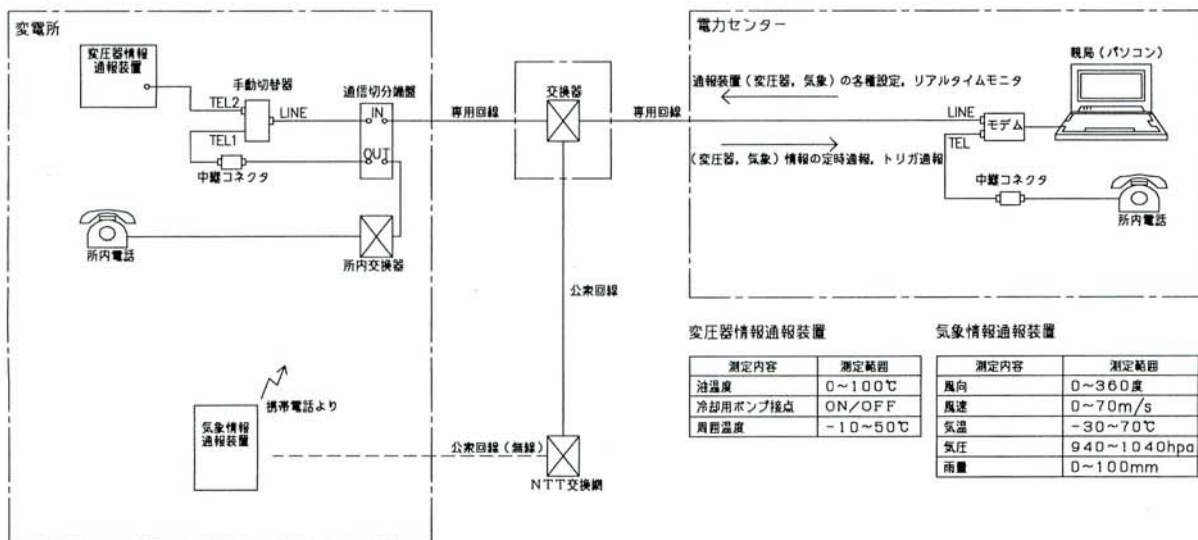 変電所
変圧器情報
通報装置
手動切替器
TEL2
LINE
TEL1
通信切分端盤
IN
OUT
中継コネクタ
所内電話
所内交換器
専用回線
交換器
専用回線
公衆回線
気象情報
通報装置
携帯電話より
公衆回線(無線)
NTT交換網
電力センター
親局(パソコン)
通報装置(変圧器,気象)の各種設定,リアルタイムモニタ
LINE
モデム
TEL
(変圧器,気象)情報の定時通報,トリガ通報
中継コネクタ
所内電話
変圧器情報通報装置
測定内容 測定範囲
油温度 0~100℃
冷却用ポンプ接点 ON/OFF
周囲温度 -10~50℃
気象情報通報装置
測定内容 測定範囲
風向 0~360度
風速 0~70m/s
気温 -30~70℃
気圧 940~1040hpa
雨量 0~100mm